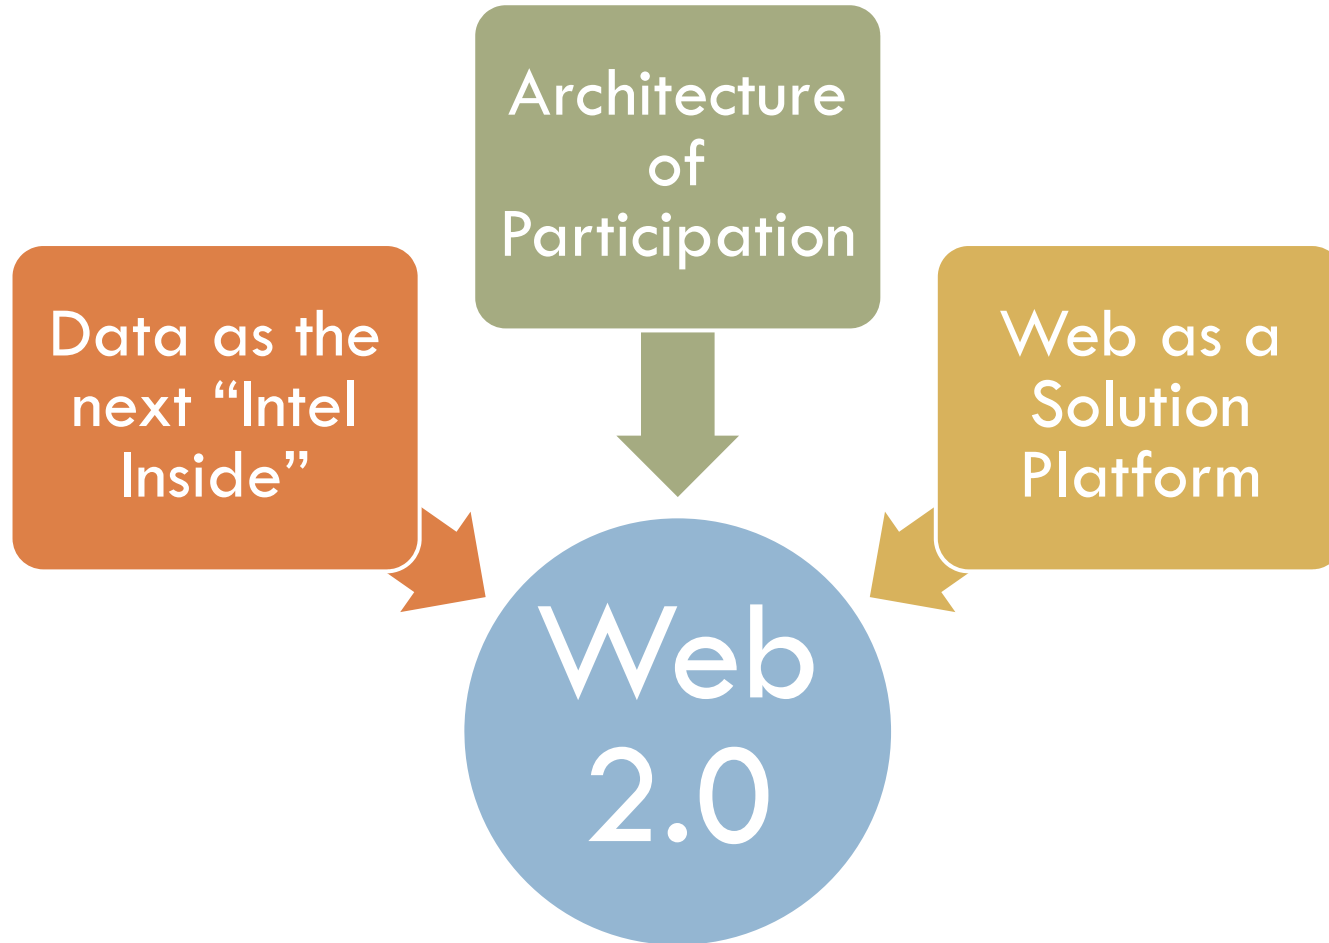 Architecture
of
Participation
Data as the
next “Intel
Inside”
Web as a
Solution
Platform
Web
2.0